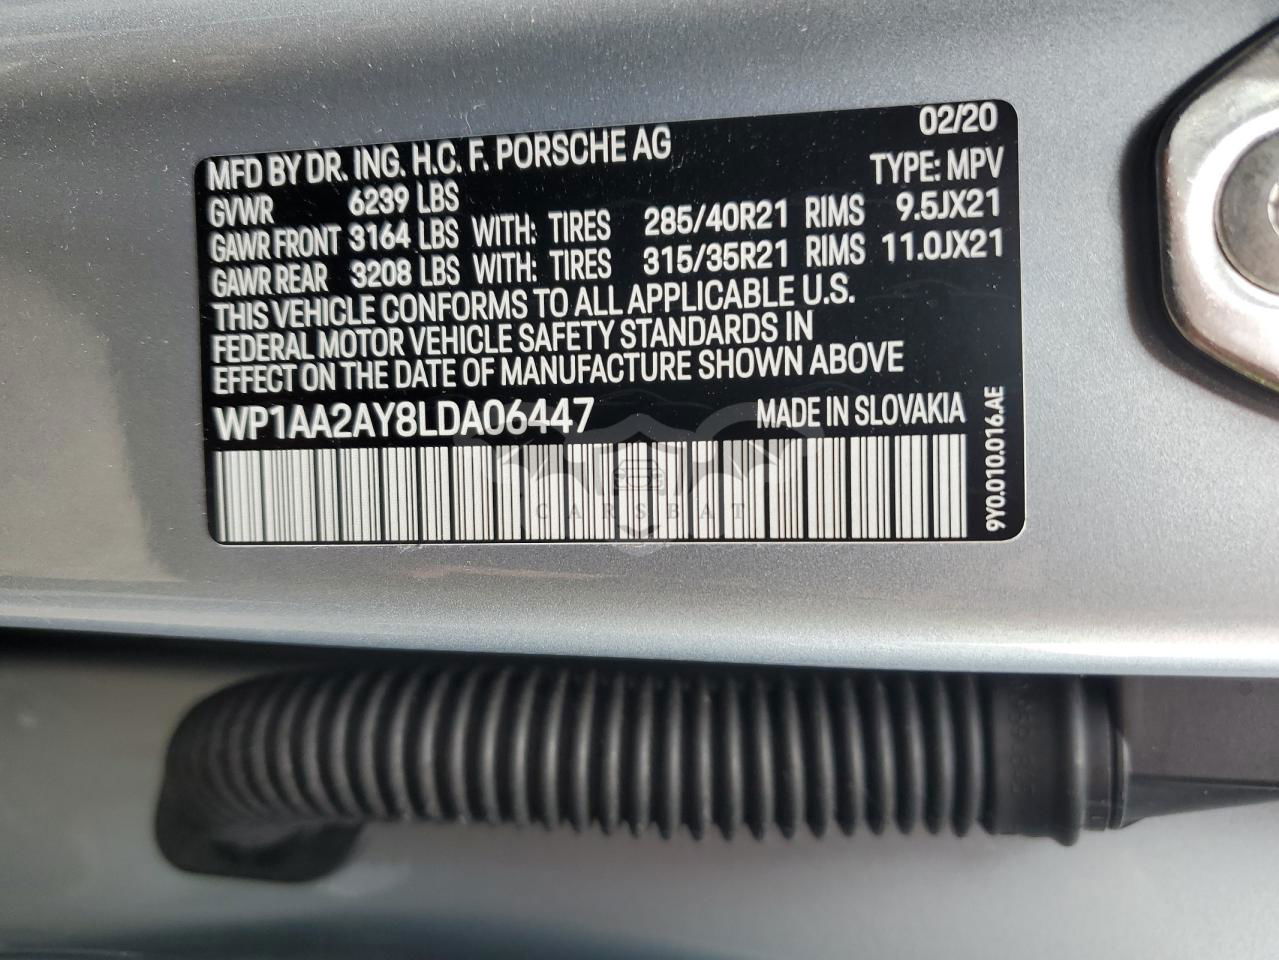 02/20
MFD BY DR. ING. H.C. F. PORSCHE AG
TYPE: MPV
GVWR 6239 LBS
GAWR FRONT 3164 LBS WITH: TIRES 285/40R21 RIMS 9.5JX21
GAWR REAR 3208 LBS WITH: TIRES 315/35R21 RIMS 11.0JX21
THIS VEHICLE CONFORMS TO ALL APPLICABLE U.S.
FEDERAL MOTOR VEHICLE SAFETY STANDARDS IN
EFFECT ON THE DATE OF MANUFACTURE SHOWN ABOVE
WP1AA2AY8LDA06447 MADE IN SLOVAKIA
9Y0.010.016.AE
CARSBAT